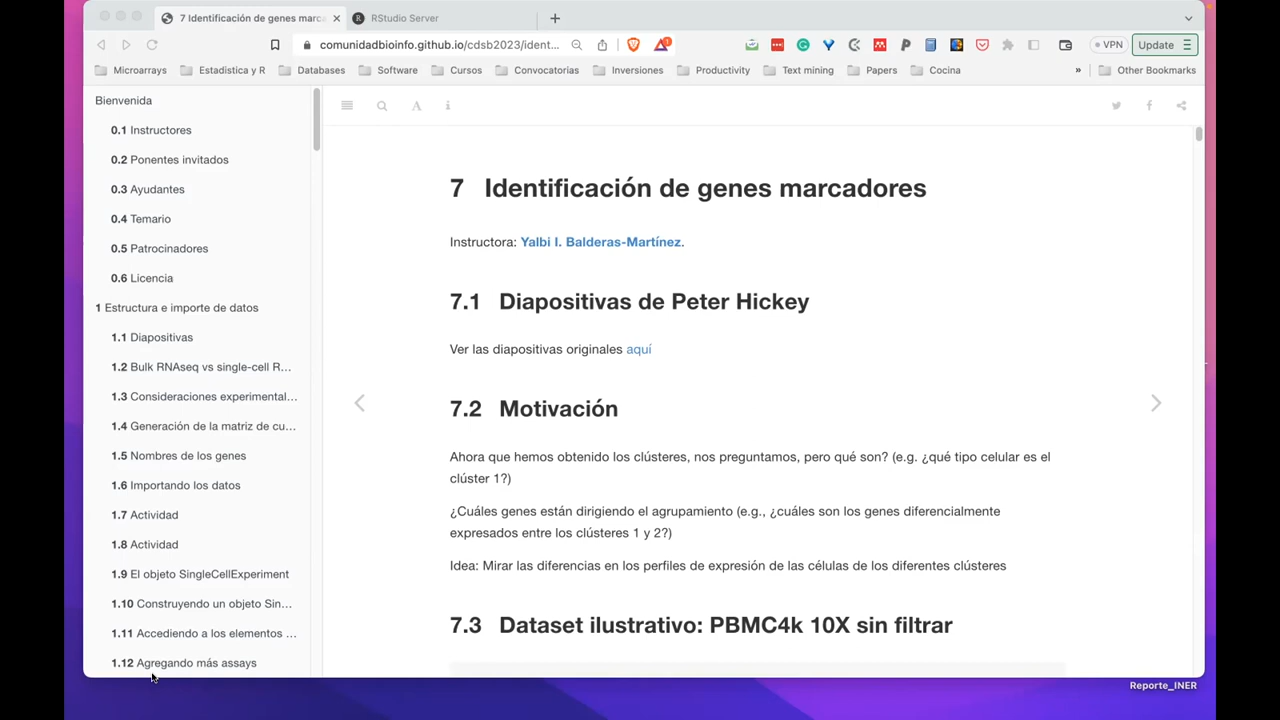 7 Identificación de genes marca
RStudio Server
comunidadbioinfo.github.io/cdsb2023/ident...
VPN
Update
Microarrays
Estadistica y R
Databases
Software
Cursos
Convocatorias
Inversiones
Productivity
Text mining
Papers
Cocina
»
Other Bookmarks
Bienvenida
0.1 Instructores
0.2 Ponentes invitados
0.3 Ayudantes
0.4 Temario
0.5 Patrocinadores
0.6 Licencia
1 Estructura e importe de datos
1.1 Diapositivas
1.2 Bulk RNAseq vs single-cell R...
1.3 Consideraciones experimental...
1.4 Generación de la matriz de cu...
1.5 Nombres de los genes
1.6 Importando los datos
1.7 Actividad
1.8 Actividad
1.9 El objeto SingleCellExperiment
1.10 Construyendo un objeto Sin...
1.11 Accediendo a los elementos ...
1.12 Agregando más assays
7 Identificación de genes marcadores
Instructora: Yalbi I. Balderas-Martínez.
7.1 Diapositivas de Peter Hickey
Ver las diapositivas originales aquí
7.2 Motivación
Ahora que hemos obtenido los clústeres, nos preguntamos, pero qué son? (e.g. ¿qué tipo celular es el
clúster 1?)
¿Cuáles genes están dirigiendo el agrupamiento (e.g., ¿cuáles son los genes diferencialmente
expresados entre los clústeres 1 y 2?)
Idea: Mirar las diferencias en los perfiles de expresión de las células de los diferentes clústeres
7.3 Dataset ilustrativo: PBMC4k 10X sin filtrar
Reporte_INER